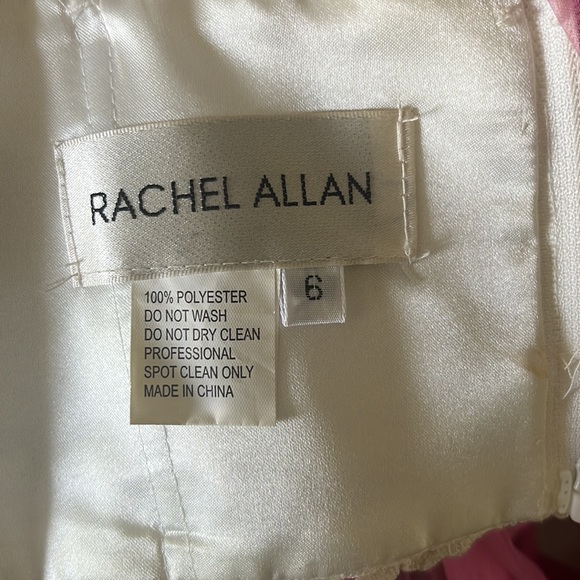 RACHEL ALLAN
6
100% POLYESTER
DO NOT WASH
DO NOT DRY CLEAN
PROFESSIONAL
SPOT CLEAN ONLY
MADE IN CHINA